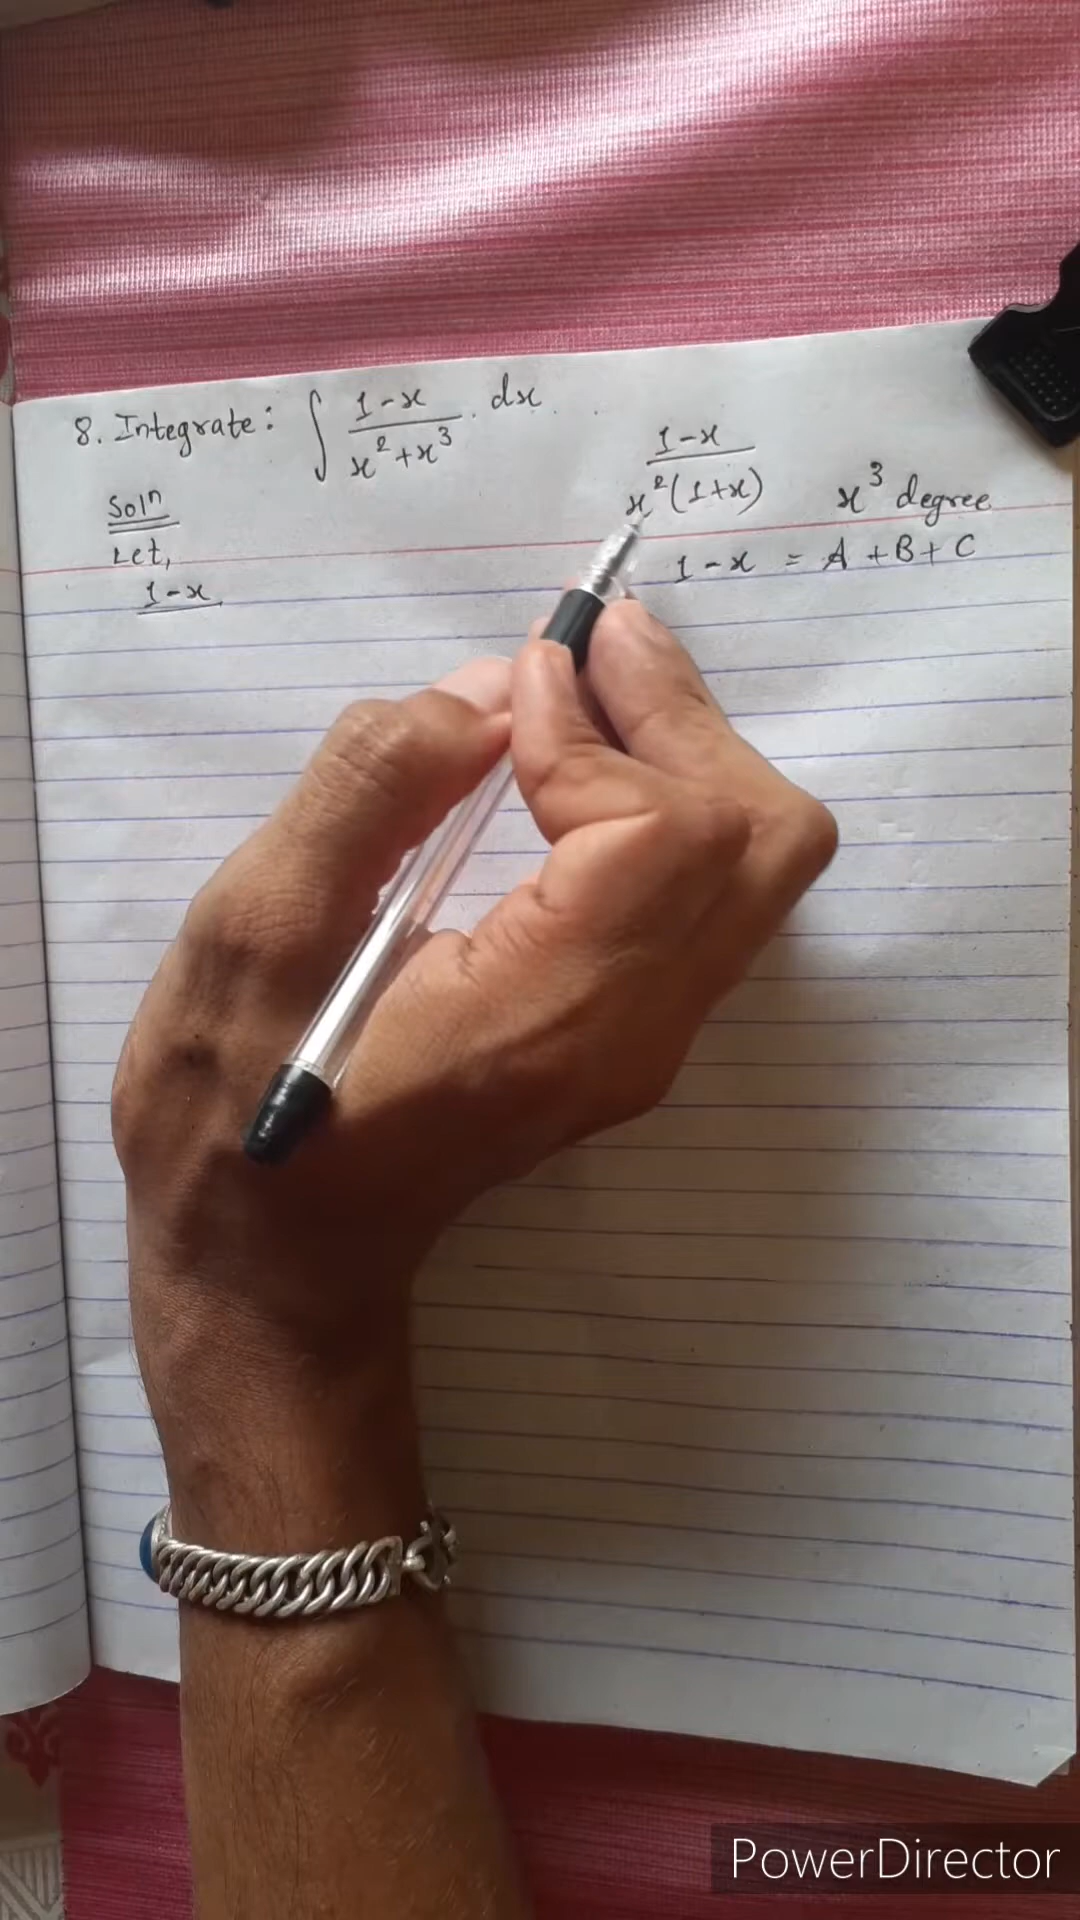 8. Integrate: ∫ 1-x / x²+x³ . dx
Solⁿ
Let,
1-x
1-x / x²(1+x)
x³ degree
1-x = A + B + C
PowerDirector